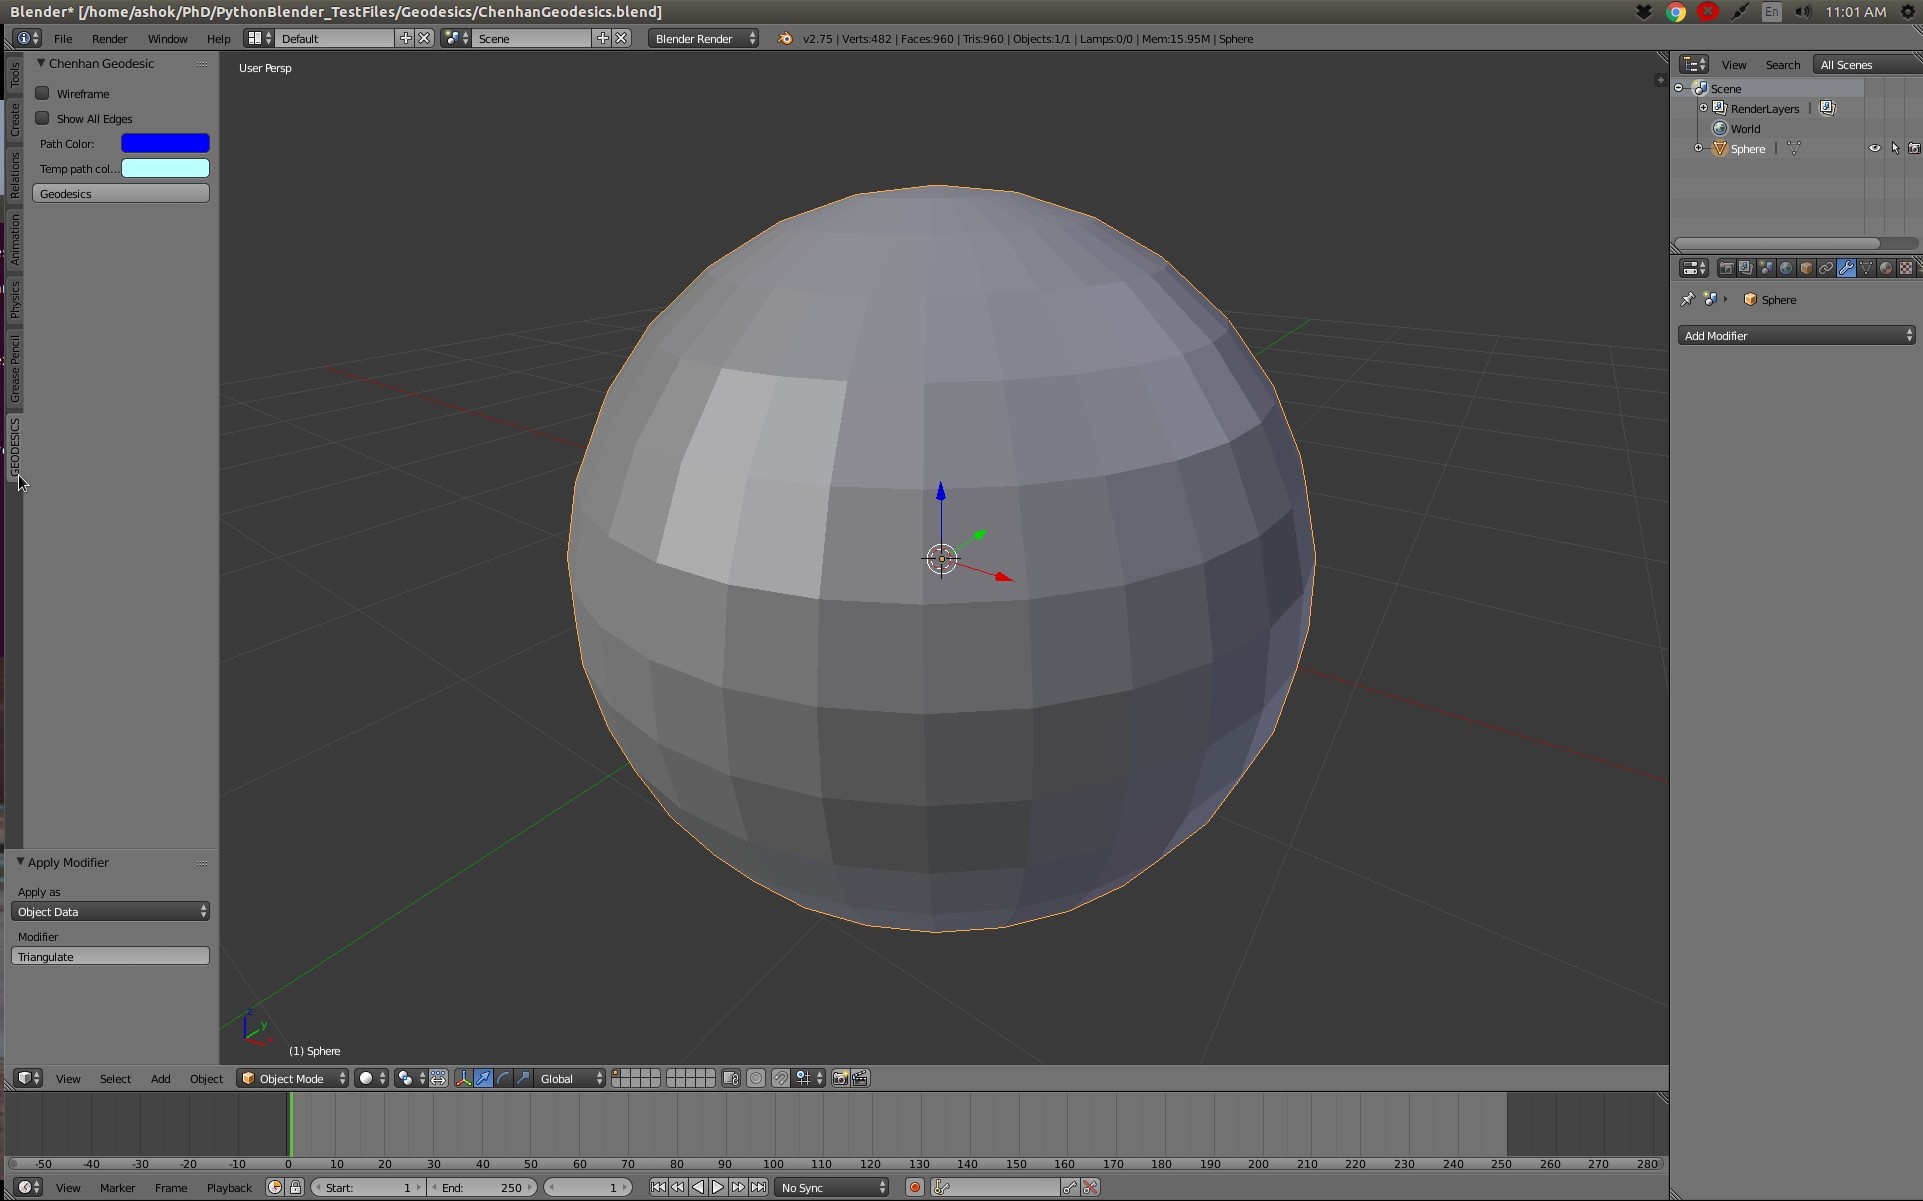 Blender* [/home/ashok/PhD/PythonBlender_TestFiles/Geodesics/ChenhanGeodesics.blend]
En 11:01 AM
File Render Window Help Default Scene Blender Render v2.75 | Verts:482 | Faces:960 | Tris:960 | Objects:1/1 | Lamps:0/0 | Mem:15.95M | Sphere
Tools
Create
Relations
Animation
Physics
Grease Pencil
GEODESICS
Chenhan Geodesic
Wireframe
Show All Edges
Path Color:
Temp path col...
Geodesics
Apply Modifier
Apply as
Object Data
Modifier
Triangulate
User Persp
z
y
x
(1) Sphere
View Select Add Object Object Mode Global
-50 -40 -30 -20 -10 0 10 20 30 40 50 60 70 80 90 100 110 120 130 140 150 160 170 180 190 200 210 220 230 240 250 260 270 280
View Marker Frame Playback Start: 1 End: 250 1 No Sync
View Search All Scenes
Scene
RenderLayers |
World
Sphere |
Sphere
Add Modifier